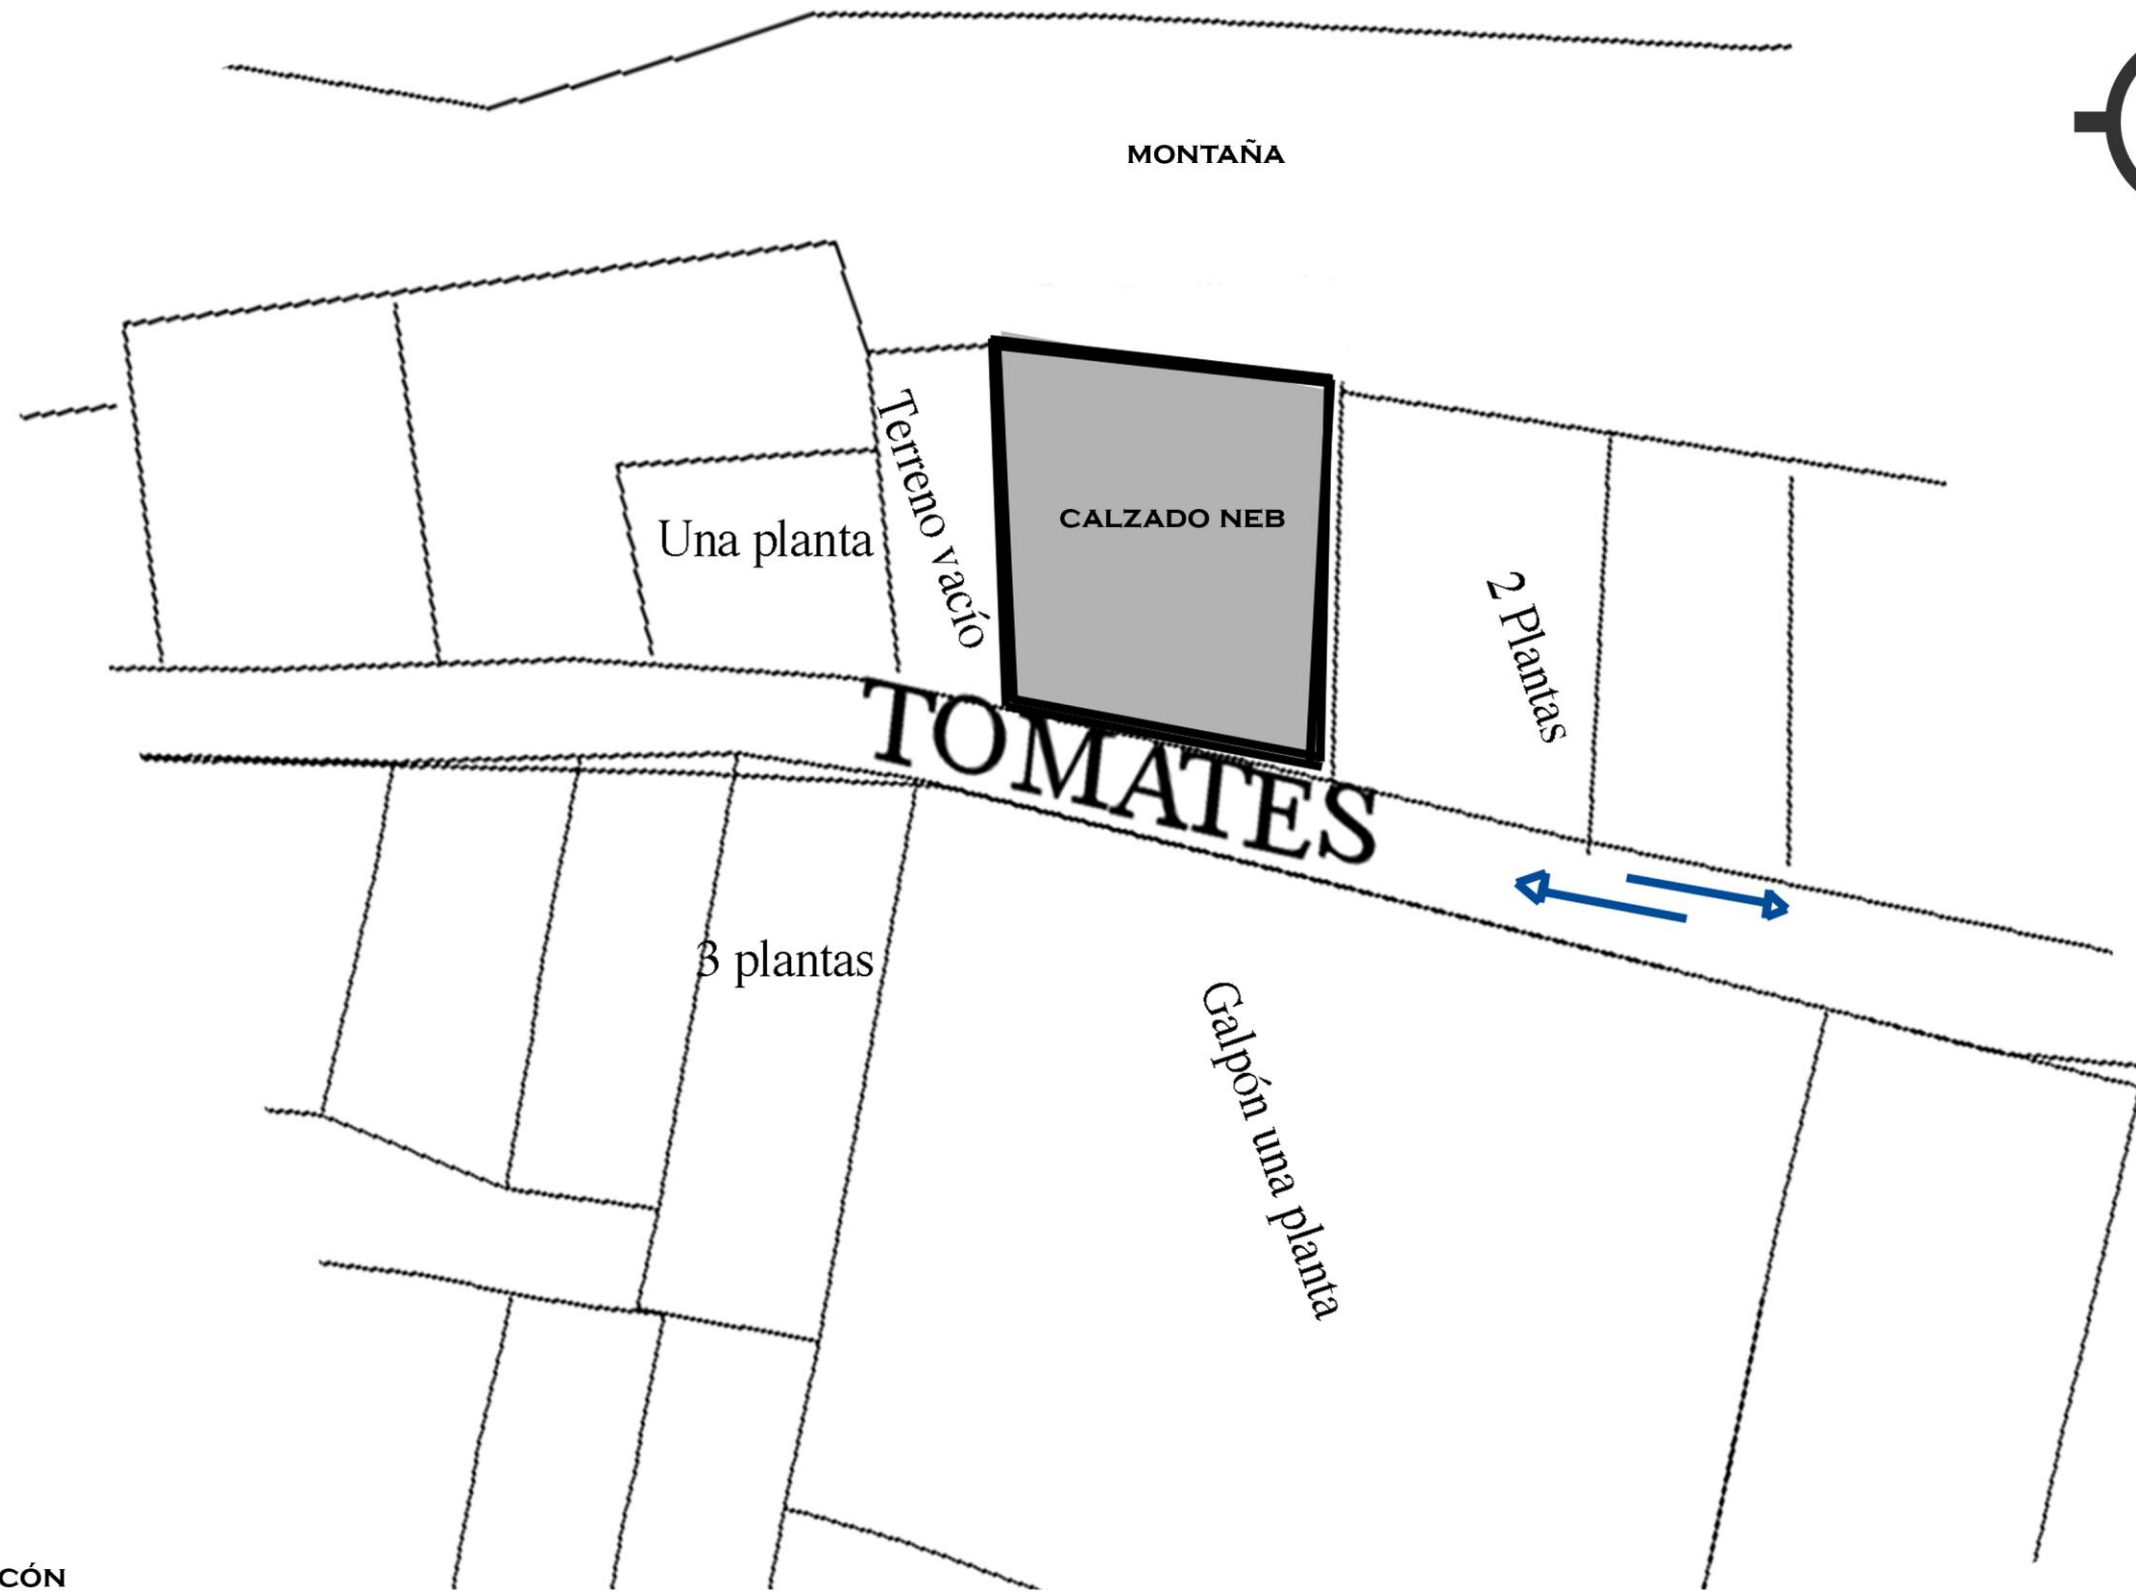 MONTAÑA
CALZADO NEB
Terreno vacío
Una planta
2 Plantas
TOMATES
3 plantas
Galpón una planta
CÓN